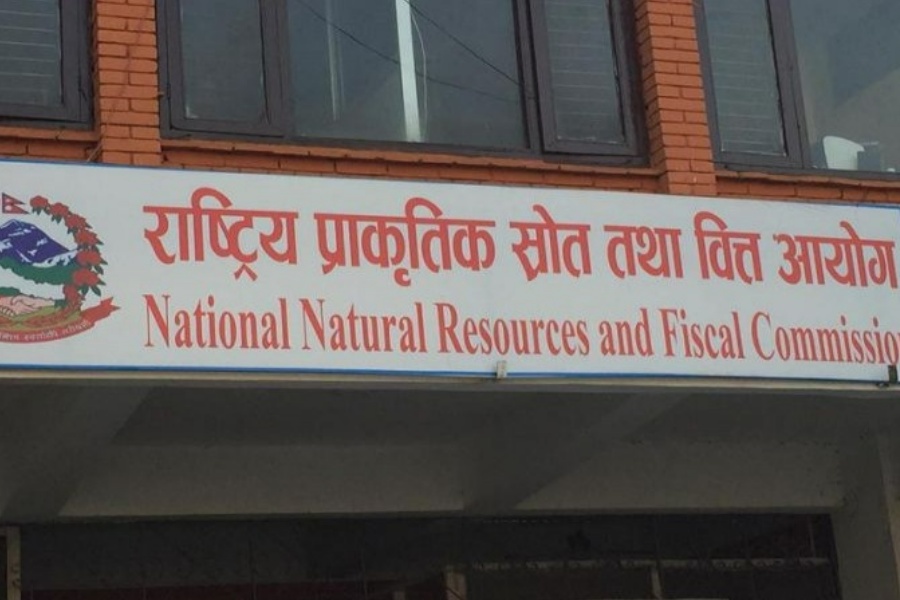 राष्ट्रिय प्राकृतिक स्रोत तथा वित्त आयोग
National Natural Resources and Fiscal Commission